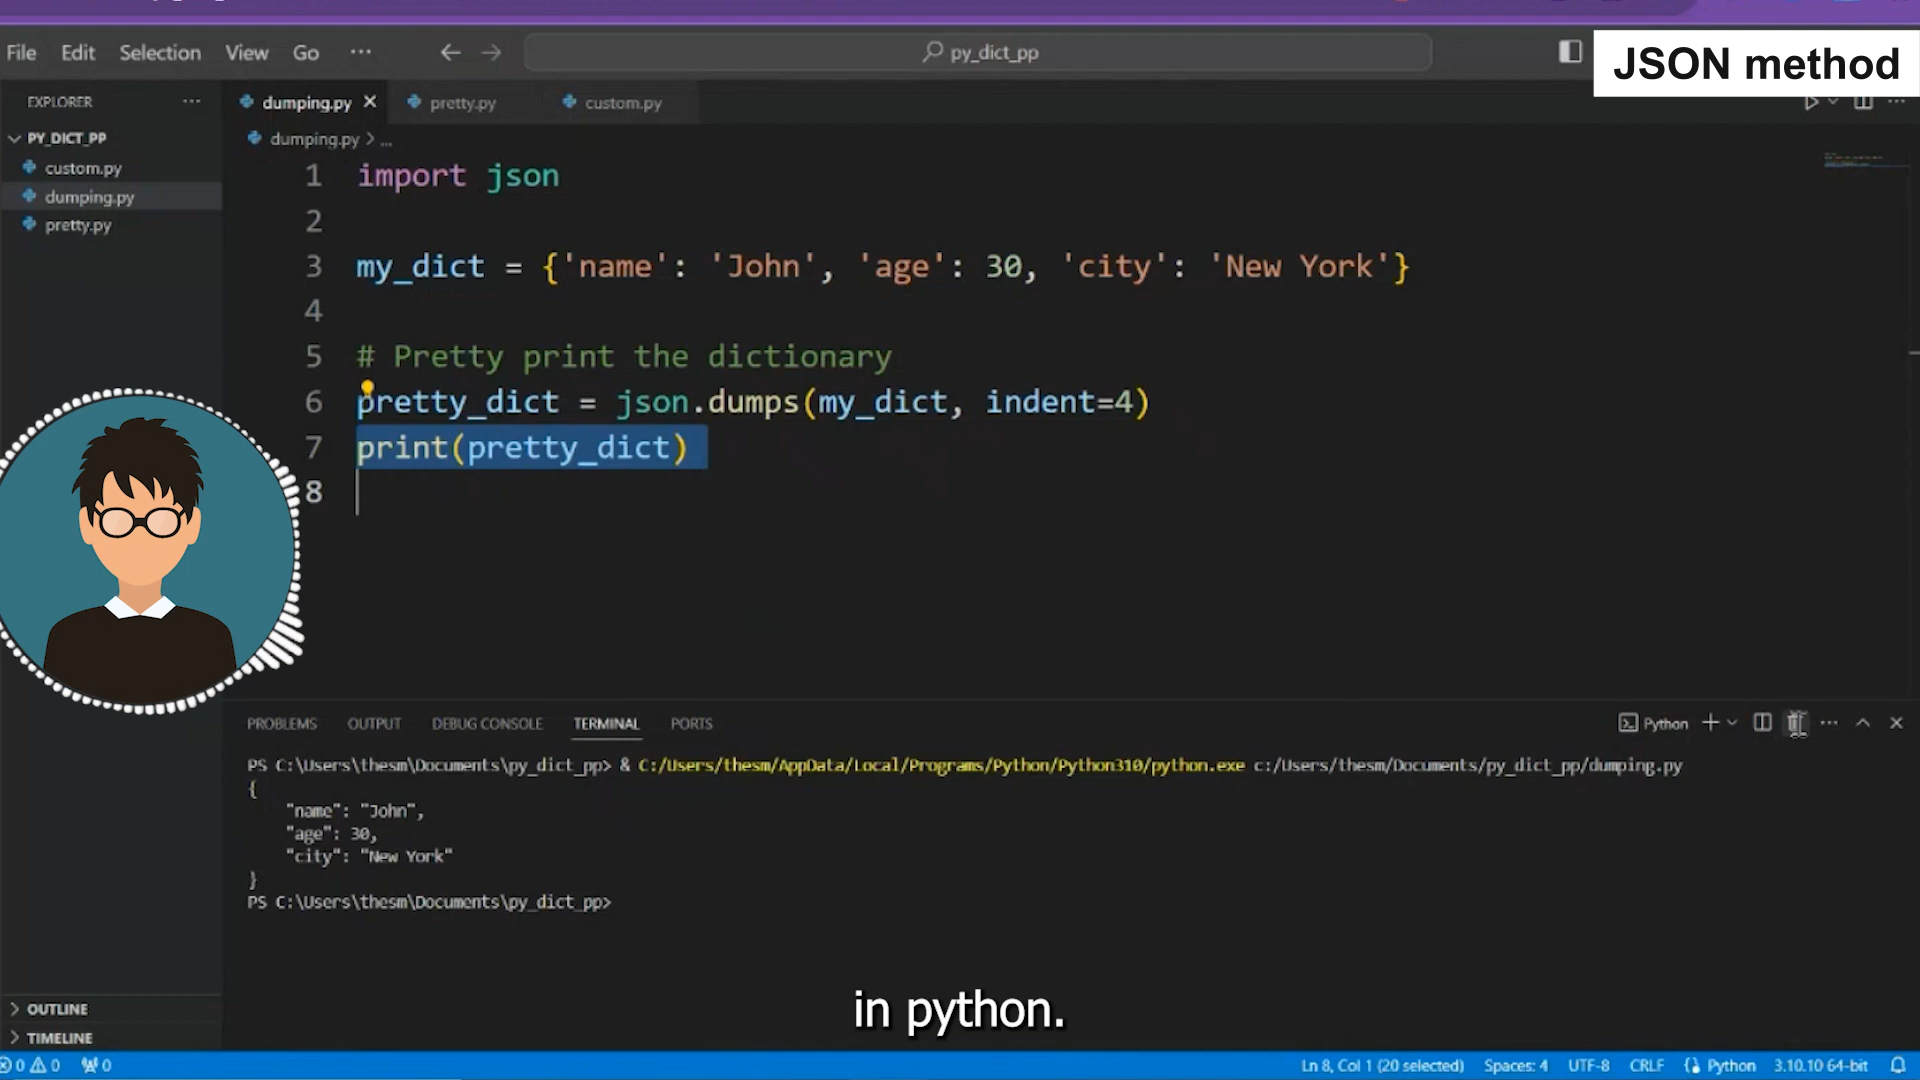 File Edit Selection View Go ···
py_dict_pp
JSON method
EXPLORER ···
dumping.py
pretty.py
custom.py
PY_DICT_PP
dumping.py > ...
custom.py
dumping.py
pretty.py
1 import json
2
3 my_dict = {'name': 'John', 'age': 30, 'city': 'New York'}
4
5 # Pretty print the dictionary
6 pretty_dict = json.dumps(my_dict, indent=4)
7 print(pretty_dict)
8
PROBLEMS OUTPUT DEBUG CONSOLE TERMINAL PORTS
Python
PS C:\Users\thesm\Documents\py_dict_pp> & C:/Users/thesm/AppData/Local/Programs/Python/Python310/python.exe c:/Users/thesm/Documents/py_dict_pp/dumping.py
{
"name": "John",
"age": 30,
"city": "New York"
}
PS C:\Users\thesm\Documents\py_dict_pp>
in python.
OUTLINE
TIMELINE
0 0 0
Ln 8, Col 1 (20 selected) Spaces: 4 UTF-8 CRLF Python 3.10.10 64-bit